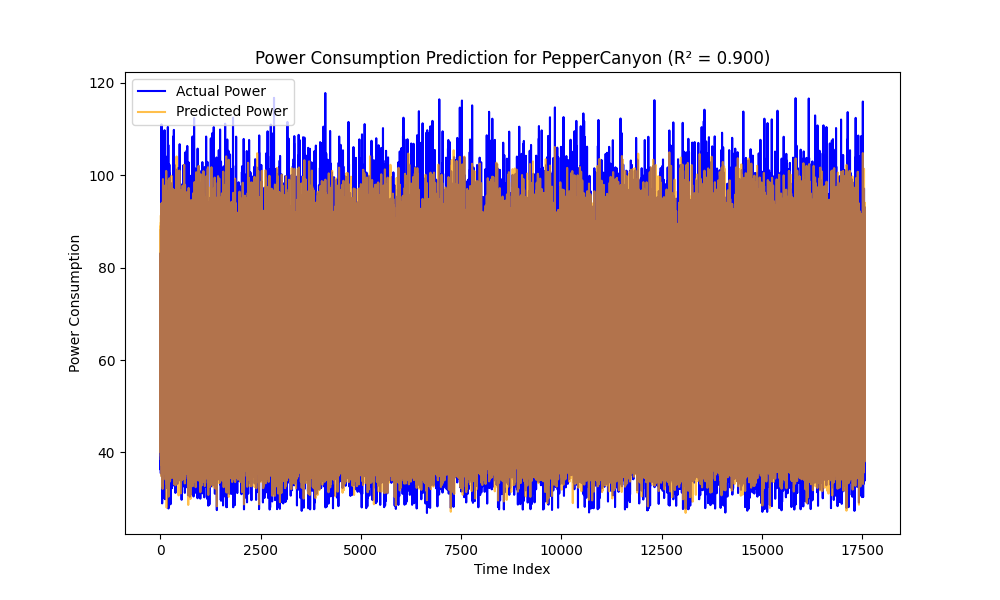 Power Consumption Prediction for PepperCanyon (R² = 0.900)
Actual Power
Predicted Power
Power Consumption
120
100
80
60
40
0
2500
5000
7500
10000
12500
15000
17500
Time Index